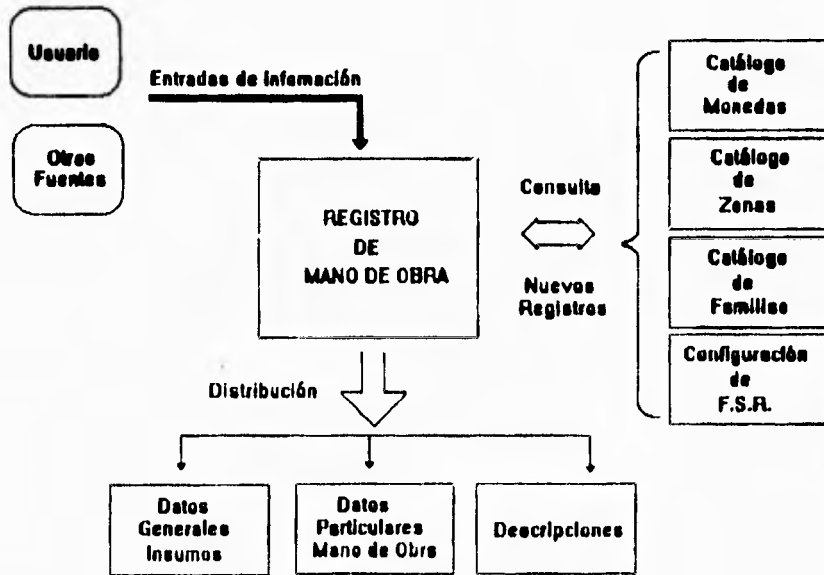 Usuario
Entradas de Infomación
Otras
Fuentes
REGISTRO
DE
MANO DE OBRA
Consulta
Nuevos
Registros
Catálogo
de
Monedas
Catálogo
de
Zonas
Catálogo
de
Familias
Configuración
de
F.S.R.
Distribución
Datos
Generales
Insumos
Datos
Particulares
Mano de Obra
Descripciones